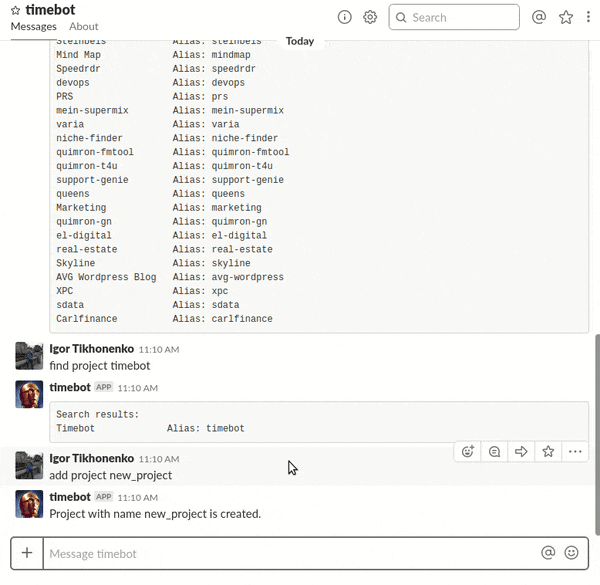 timebot
Messages About
Search
Today
Steinbeis Alias: steinbeis
Mind Map Alias: mindmap
Speedrdr Alias: speedrdr
devops Alias: devops
PRS Alias: prs
mein-supermix Alias: mein-supermix
varia Alias: varia
niche-finder Alias: niche-finder
quimron-fmtool Alias: quimron-fmtool
quimron-t4u Alias: quimron-t4u
support-genie Alias: support-genie
queens Alias: queens
Marketing Alias: marketing
quimron-gn Alias: quimron-gn
el-digital Alias: el-digital
real-estate Alias: real-estate
Skyline Alias: skyline
AVG Wordpress Blog Alias: avg-wordpress
XPC Alias: xpc
sdata Alias: sdata
Carlfinance Alias: carlfinance
Igor Tikhonenko 11:10 AM
find project timebot
timebot APP 11:10 AM
Search results:
Timebot Alias: timebot
Igor Tikhonenko 11:10 AM
add project new_project
timebot APP 11:10 AM
Project with name new_project is created.
Message timebot